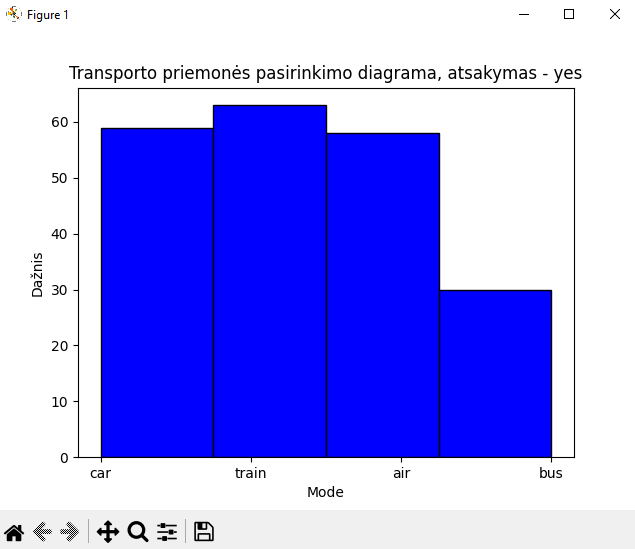 Figure 1
Transporto priemonės pasirinkimo diagrama, atsakymas - yes
60
50
40
30
20
10
0
Dažnis
car train air bus
Mode